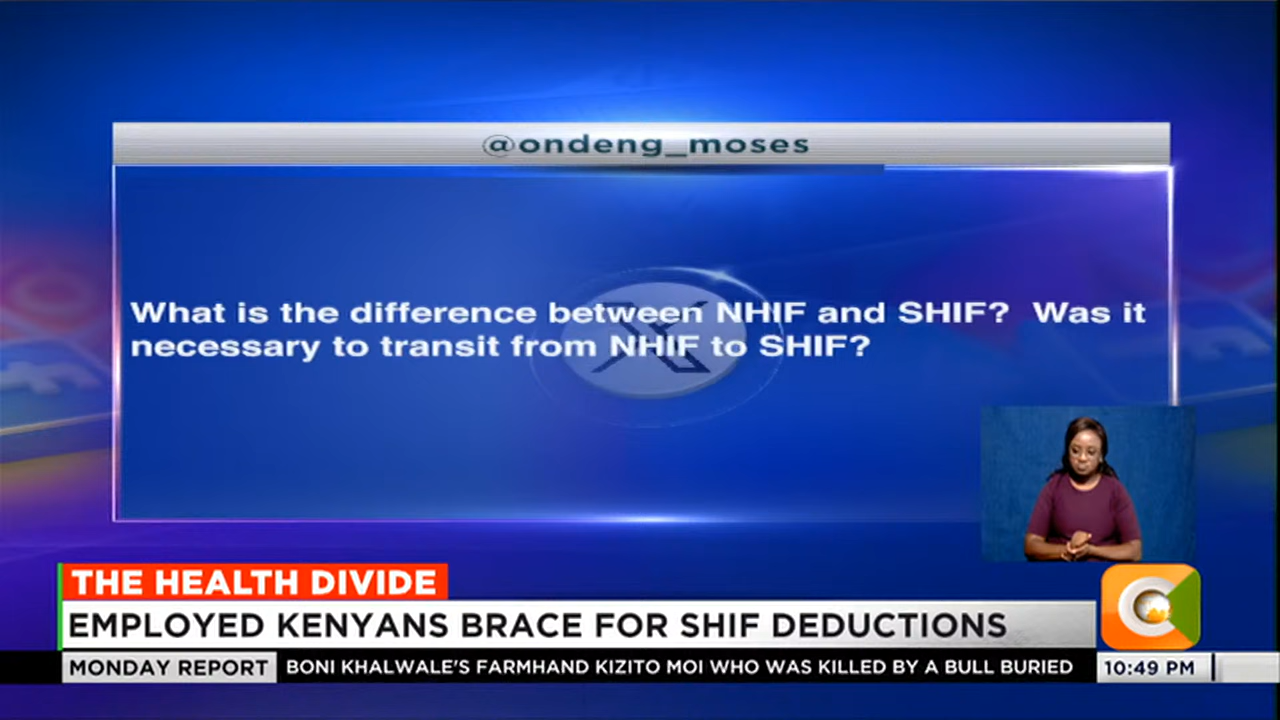 @ondeng_moses
What is the difference between NHIF and SHIF? Was it
necessary to transit from NHIF to SHIF?
THE HEALTH DIVIDE
EMPLOYED KENYANS BRACE FOR SHIF DEDUCTIONS
MONDAY REPORT BONI KHALWALE'S FARMHAND KIZITO MOI WHO WAS KILLED BY A BULL BURIED 10:49 PM